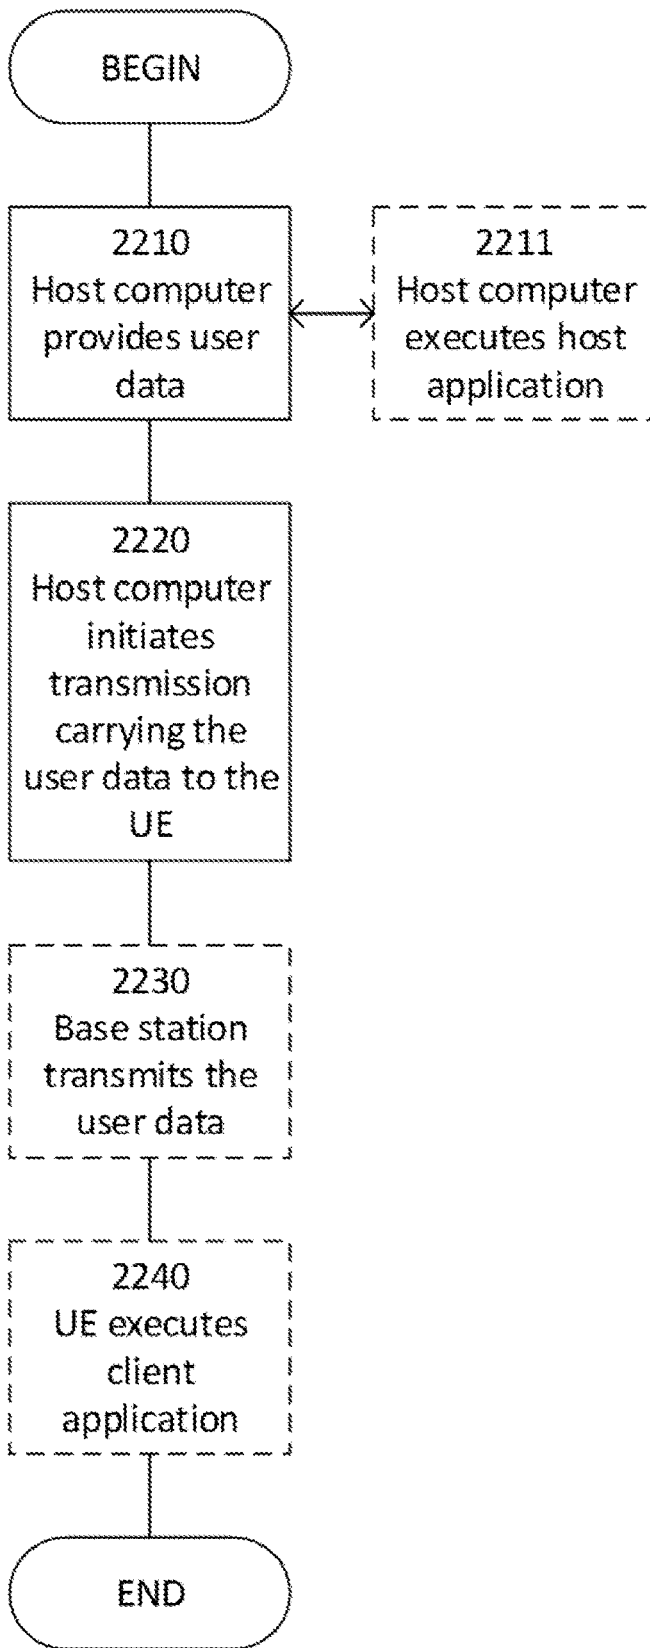 BEGIN
2210
Host computer
provides user
data
2211
Host computer
executes host
application
2220
Host computer
initiates
transmission
carrying the
user data to the
UE
2230
Base station
transmits the
user data
2240
UE executes
client
application
END